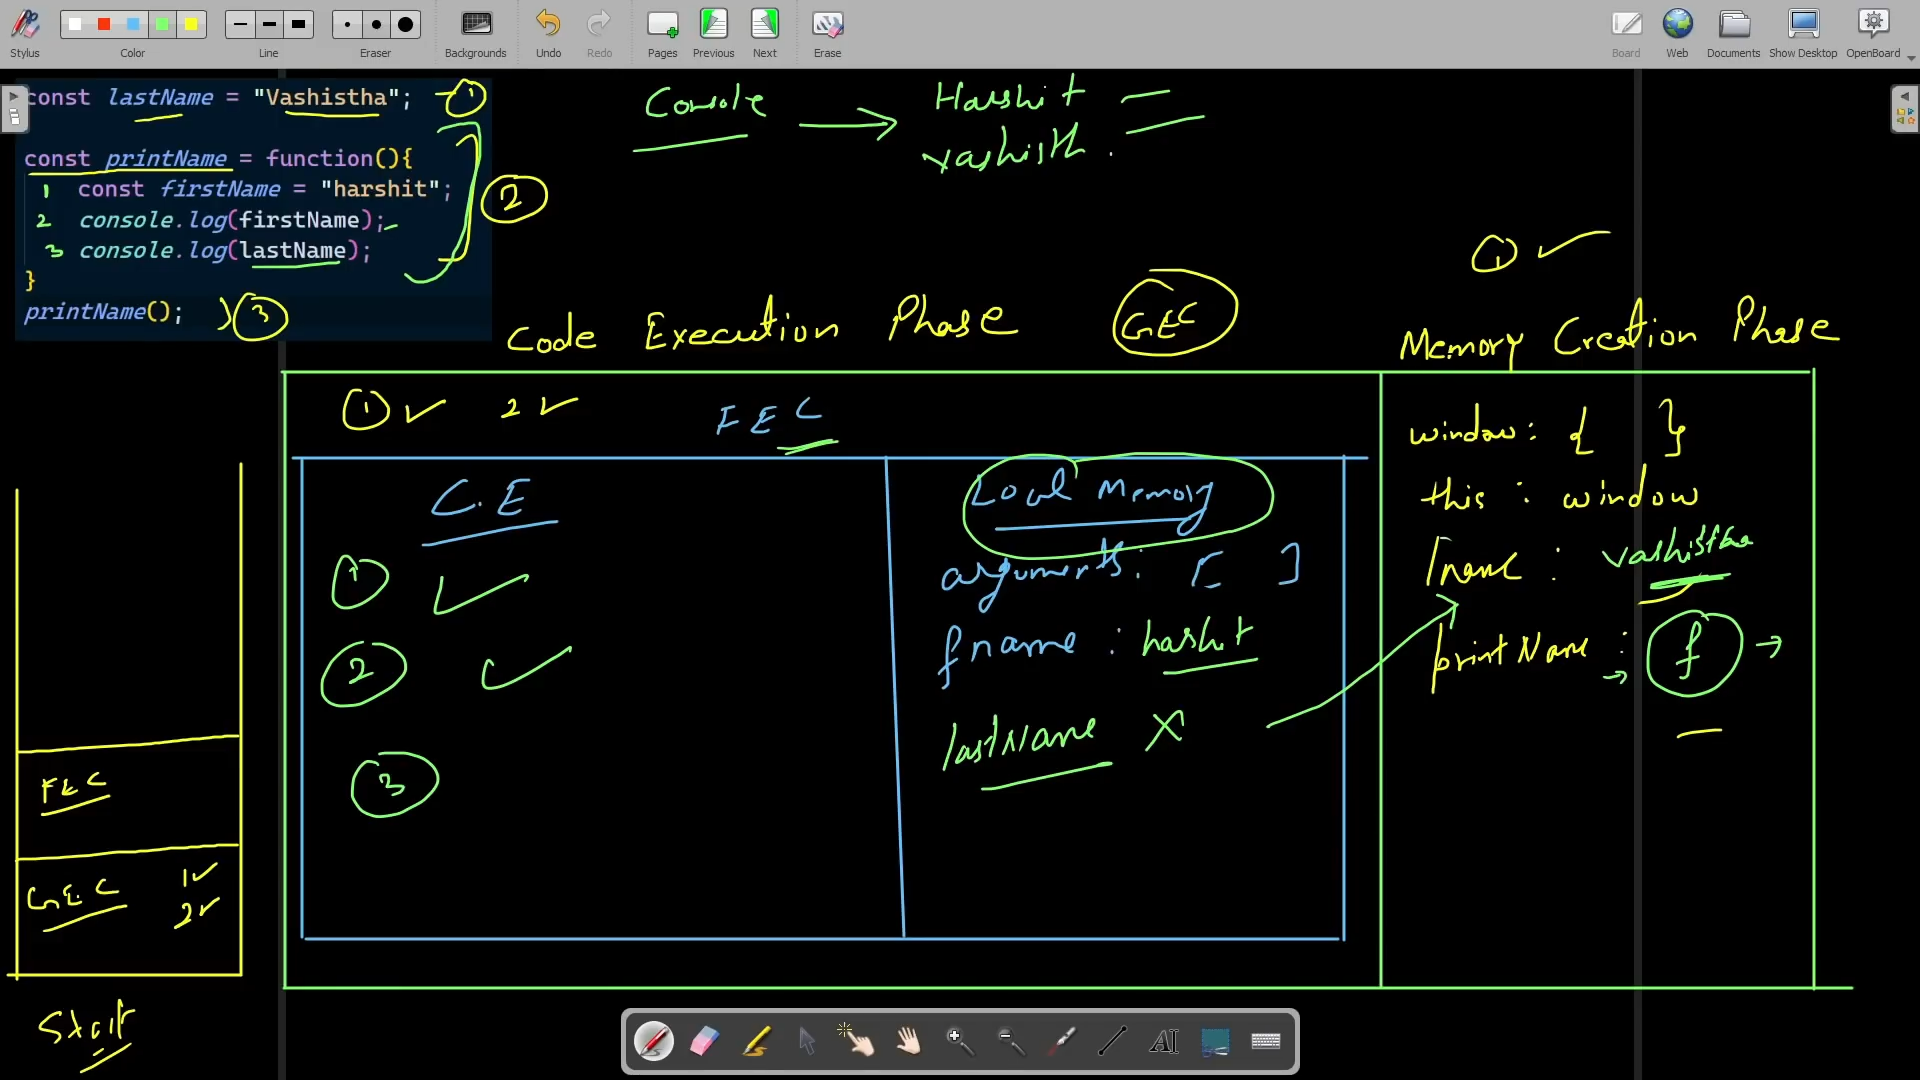 Stylus
Color
Line
Eraser
Backgrounds
Undo
Redo
Pages
Previous
Next
Erase
Board
Web
Documents
Show Desktop
OpenBoard
const lastName = "Vashistha"; 1
const printName = function(){
1 const firstName = "harshit";
2 console.log(firstName);
3 console.log(lastName);
}
2
printName(); 3
Console → Harshit
vashisth
1 ✓
Code Execution Phase GEC
Memory Creation Phase
1 ✓ 2 ✓ FEC
C.E
1 ✓
2 ✓
3
Local Memory
arguments: [ ]
fname : hashit
lastName X
window: { }
this : window
lname : vashistha
printName : f →
FEC
GEC 1✓
2✓
AI